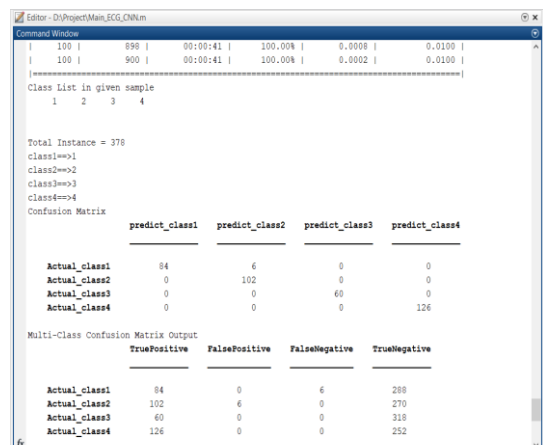 Editor - D:\Project\Main_ECG_CNN.m
Command Window
| 100 | 898 | 00:00:41 | 100.00% | 0.0008 | 0.0100 |
| 100 | 900 | 00:00:41 | 100.00% | 0.0002 | 0.0100 |
|======================================================================================|
Class List in given sample
1 2 3 4
Total Instance = 378
class1==>1
class2==>2
class3==>3
class4==>4
Confusion Matrix
predict_class1 predict_class2 predict_class3 predict_class4
Actual_class1 84 6 0 0
Actual_class2 0 102 0 0
Actual_class3 0 0 60 0
Actual_class4 0 0 0 126
Multi-Class Confusion Matrix Output
TruePositive FalsePositive FalseNegative TrueNegative
Actual_class1 84 0 6 288
Actual_class2 102 6 0 270
Actual_class3 60 0 0 318
Actual_class4 126 0 0 252
fx